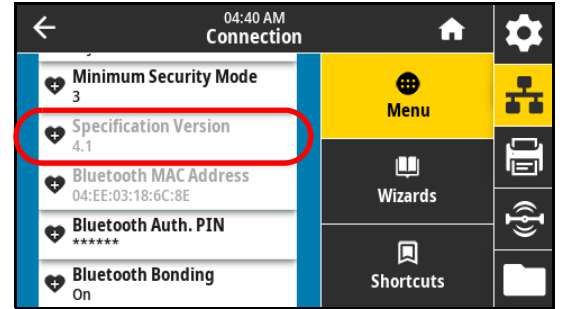 04:40 AM
Connection
Minimum Security Mode
3
Specification Version
4.1
Bluetooth MAC Address
04:EE:03:18:6C:8E
Bluetooth Auth. PIN
******
Bluetooth Bonding
On
Menu
Wizards
Shortcuts